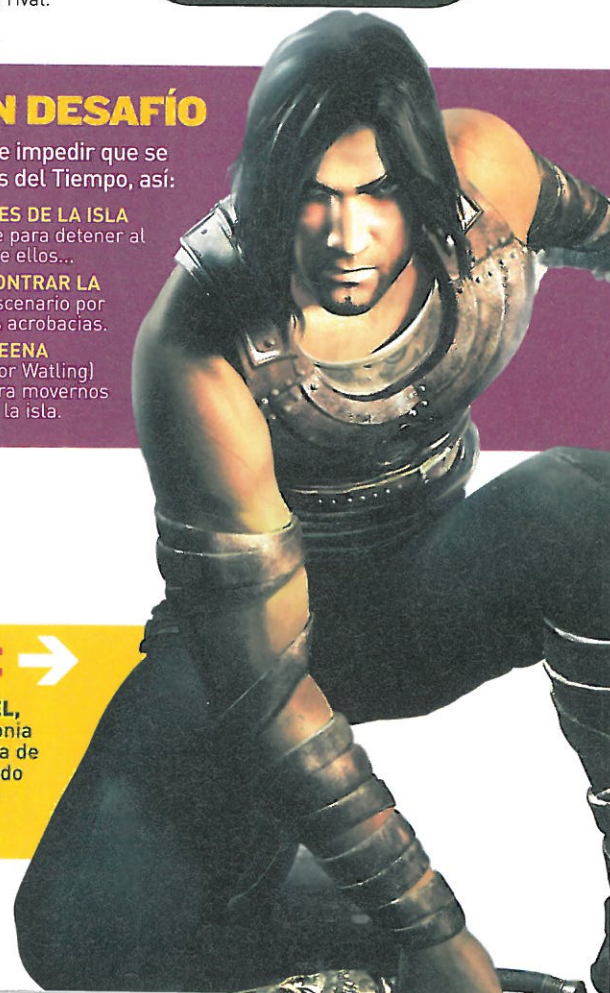 rival.
N DESAFÍO
e impedir que se
s del Tiempo, así:
ES DE LA ISLA
e para detener al
e ellos...
ONTRAR LA
scenario por
s acrobacias.
EENA
or Watling)
ra movernos
la isla.
EL,
onia
a de
do